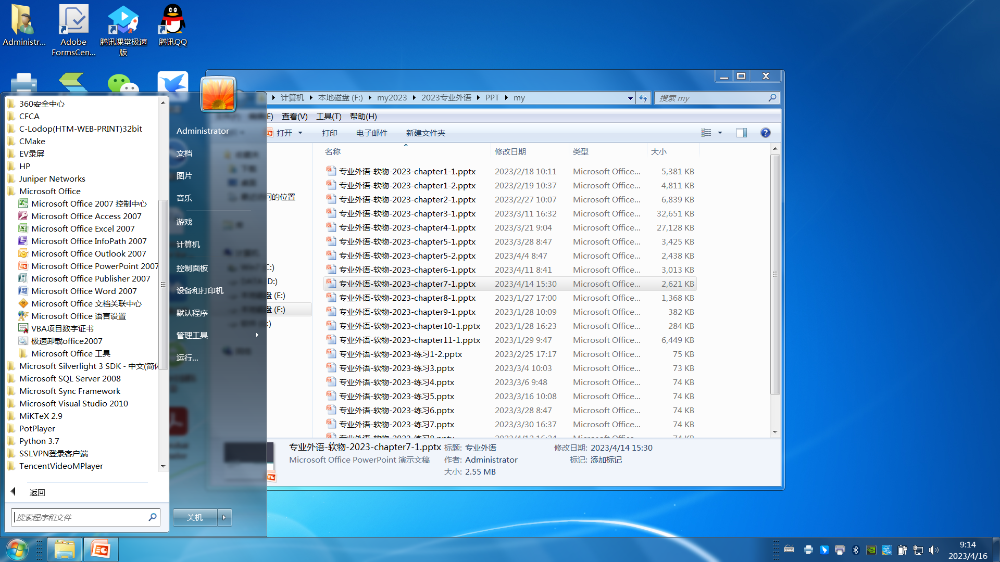 Administr...
Adobe
FormsCen...
腾讯课堂极速
版
腾讯QQ
计算机
本地磁盘 (F:)
my2023
2023专业外语
PPT
my
搜索 my
查看(V)
工具(T)
帮助(H)
打开
打印
电子邮件
新建文件夹
名称
修改日期
类型
大小
专业外语-软物-2023-chapter1-1.pptx 2023/2/18 10:11 Microsoft Office... 5,381 KB
专业外语-软物-2023-chapter1-2.pptx 2023/2/19 10:37 Microsoft Office... 4,811 KB
专业外语-软物-2023-chapter2-1.pptx 2023/2/27 10:07 Microsoft Office... 6,839 KB
专业外语-软物-2023-chapter3-1.pptx 2023/3/11 16:32 Microsoft Office... 32,651 KB
专业外语-软物-2023-chapter4-1.pptx 2023/3/21 9:04 Microsoft Office... 27,128 KB
专业外语-软物-2023-chapter5-1.pptx 2023/3/28 8:47 Microsoft Office... 3,425 KB
专业外语-软物-2023-chapter5-2.pptx 2023/4/4 8:47 Microsoft Office... 2,438 KB
专业外语-软物-2023-chapter6-1.pptx 2023/4/11 8:41 Microsoft Office... 3,013 KB
专业外语-软物-2023-chapter7-1.pptx 2023/4/14 15:30 Microsoft Office... 2,621 KB
专业外语-软物-2023-chapter8-1.pptx 2023/1/27 17:00 Microsoft Office... 1,368 KB
专业外语-软物-2023-chapter9-1.pptx 2023/1/28 10:09 Microsoft Office... 382 KB
专业外语-软物-2023-chapter10-1.pptx 2023/1/28 16:23 Microsoft Office... 284 KB
专业外语-软物-2023-chapter11-1.pptx 2023/1/29 9:47 Microsoft Office... 6,449 KB
专业外语-软物-2023-练习1-2.pptx 2023/2/25 17:17 Microsoft Office... 75 KB
专业外语-软物-2023-练习3.pptx 2023/3/4 10:03 Microsoft Office... 73 KB
专业外语-软物-2023-练习4.pptx 2023/3/6 9:48 Microsoft Office... 74 KB
专业外语-软物-2023-练习5.pptx 2023/3/16 10:08 Microsoft Office... 74 KB
专业外语-软物-2023-练习6.pptx 2023/3/28 8:47 Microsoft Office... 74 KB
专业外语-软物-2023-练习7.pptx 2023/3/30 16:37 Microsoft Office... 74 KB
专业外语-软物-2023-chapter7-1.pptx 标题: 专业外语 修改日期: 2023/4/14 15:30
Microsoft Office PowerPoint 演示文稿 作者: Administrator 标记: 添加标记
大小: 2.55 MB
问的位置
C:)
D:)
盘 (E:)
盘 (F:)
360安全中心
CFCA
C-Lodop(HTM-WEB-PRINT)32bit
CMake
EV录屏
HP
Juniper Networks
Microsoft Office
Microsoft Office 2007 控制中心
Microsoft Office Access 2007
Microsoft Office Excel 2007
Microsoft Office InfoPath 2007
Microsoft Office Outlook 2007
Microsoft Office PowerPoint 2007
Microsoft Office Publisher 2007
Microsoft Office Word 2007
Microsoft Office 文档关联中心
Microsoft Office 语言设置
VBA项目数字证书
极速卸载office2007
Microsoft Office 工具
Microsoft Silverlight 3 SDK - 中文(简
Microsoft SQL Server 2008
Microsoft Sync Framework
Microsoft Visual Studio 2010
MiKTeX 2.9
PotPlayer
Python 3.7
SSLVPN登录客户端
TencentVideoMPlayer
返回
搜索程序和文件
Administrator
文档
图片
音乐
游戏
计算机
控制面板
设备和打印机
默认程序
管理工具
运行...
关机
9:14
2023/4/16